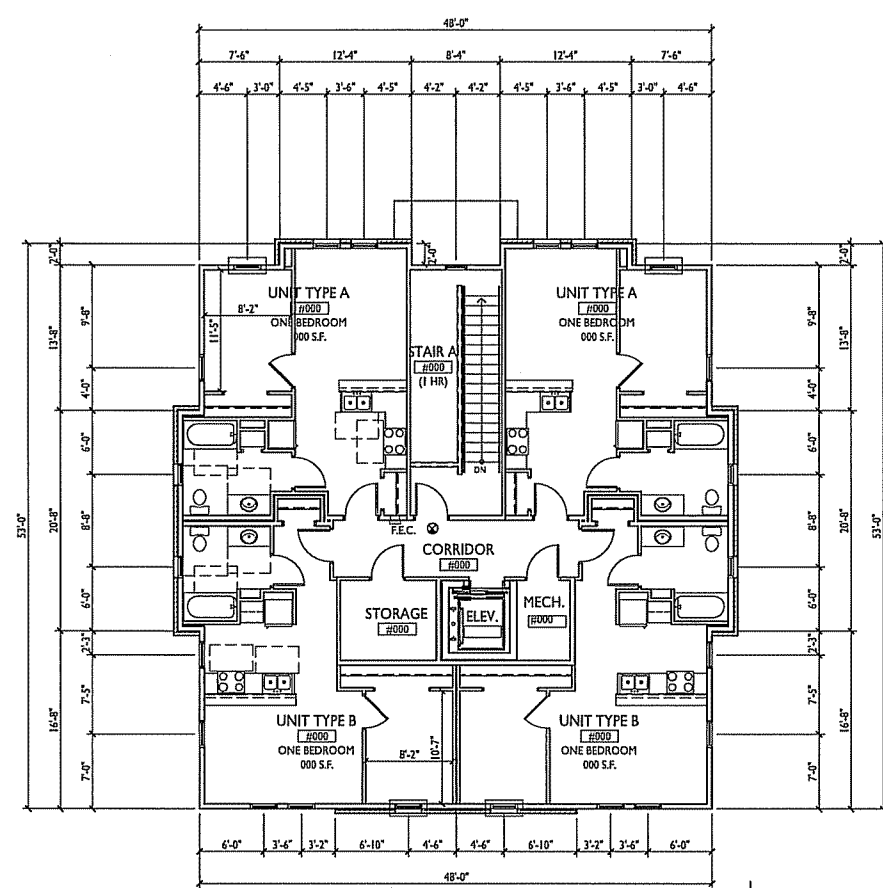 48'-0"
7'-6" 12'-4" 8'-4" 12'-4" 7'-6"
4'-6" 3'-0" 4'-5" 3'-6" 4'-5" 4'-2" 4'-2" 4'-5" 3'-6" 4'-5" 3'-0" 4'-6"
2'-0" 2'-0" 2'-0"
9'-8" 13'-8" 4'-0"
9'-8" 13'-8" 4'-0"
UNIT TYPE A
#000
ONE BEDROOM
000 S.F.
8'-2"
11'-5"
STAIR A
#000
(1 HR)
DN
UNIT TYPE A
#000
ONE BEDROOM
000 S.F.
53'-0"
20'-8"
6'-0"
8'-8"
6'-0"
6'-0"
8'-8"
6'-0"
20'-8"
53'-0"
F.E.C.
CORRIDOR
#000
STORAGE
#000
ELEV.
MECH.
#000
16'-8"
2'-3"
7'-5"
7'-0"
2'-3"
7'-5"
7'-0"
16'-8"
UNIT TYPE B
#000
ONE BEDROOM
000 S.F.
8'-2"
10'-7"
UNIT TYPE B
#000
ONE BEDROOM
000 S.F.
6'-0" 3'-6" 3'-2" 6'-10" 4'-6" 4'-6" 6'-10" 3'-2" 3'-6" 6'-0"
48'-0"